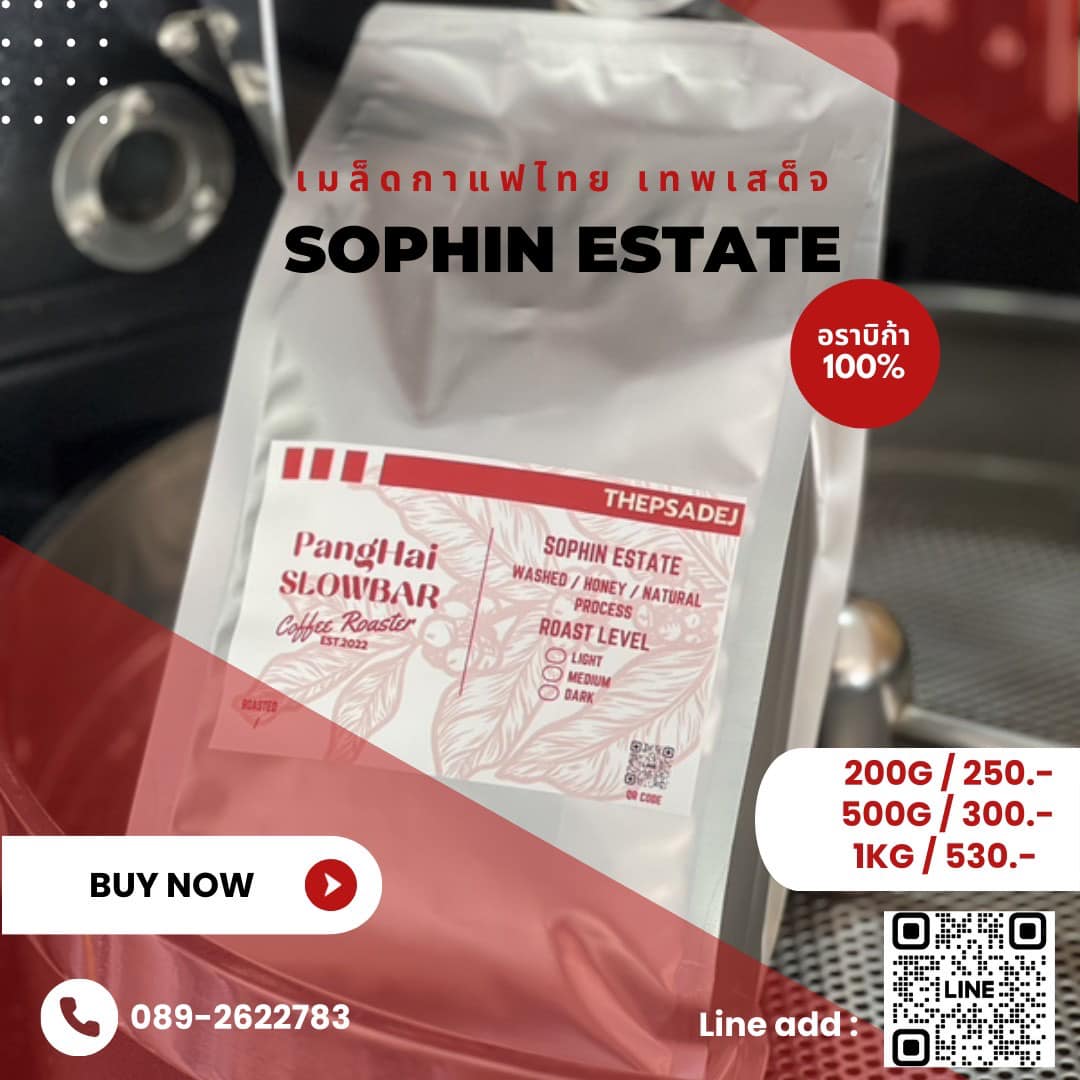 เมล็ดกาแฟไทย เทพเสด็จ
SOPHIN ESTATE
อราบิก้า
100%
THEPSADEJ
PangHai
SLOWBAR
Coffee Roaster
EST.2022
ROASTED
SOPHIN ESTATE
WASHED / HONEY / NATURAL
PROCESS
ROAST LEVEL
LIGHT
MEDIUM
DARK
QR CODE
200G / 250.-
500G / 300.-
1KG / 530.-
BUY NOW
089-2622783
Line add :
LINE